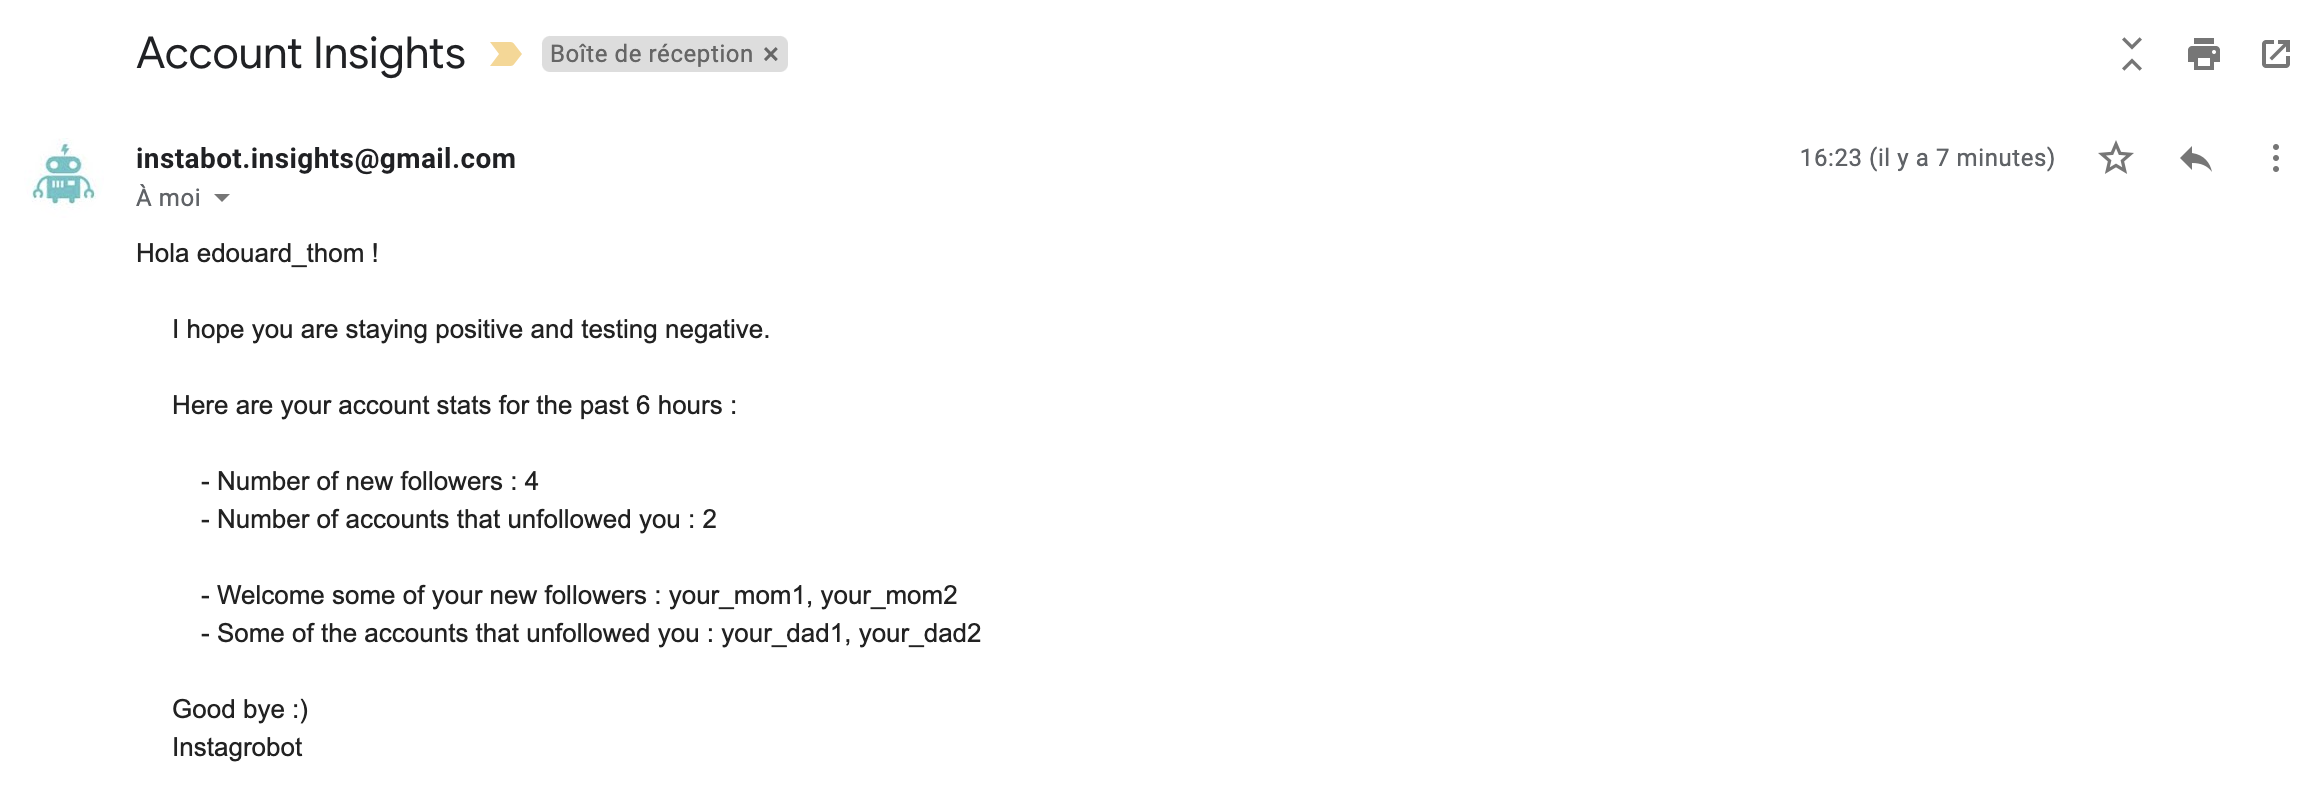 Account Insights
Boîte de réception ×
instabot.insights@gmail.com
16:23 (il y a 7 minutes)
À moi
Hola edouard_thom !
I hope you are staying positive and testing negative.
Here are your account stats for the past 6 hours :
- Number of new followers : 4
- Number of accounts that unfollowed you : 2
- Welcome some of your new followers : your_mom1, your_mom2
- Some of the accounts that unfollowed you : your_dad1, your_dad2
Good bye :)
Instagrobot